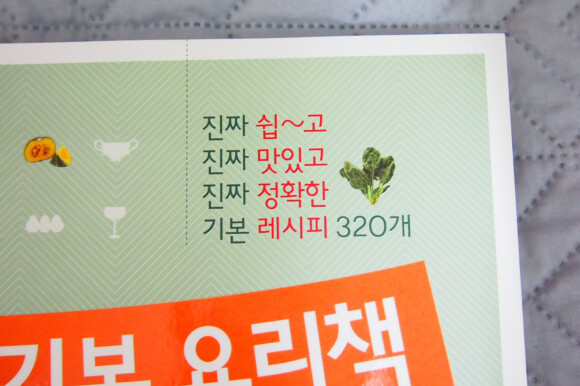 진짜 쉽~고
진짜 맛있고
진짜 정확한
기본 레시피 320개
기본 요리책